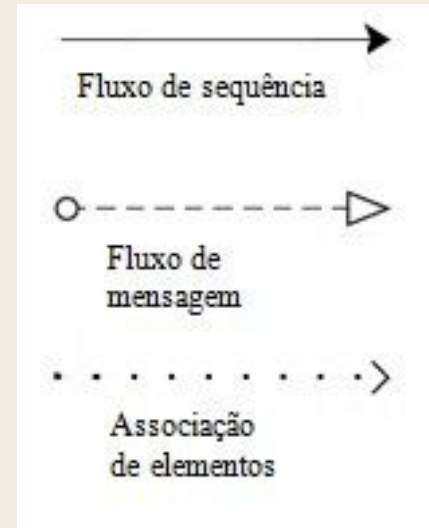 Fluxo de sequência
Fluxo de
mensagem
Associação
de elementos